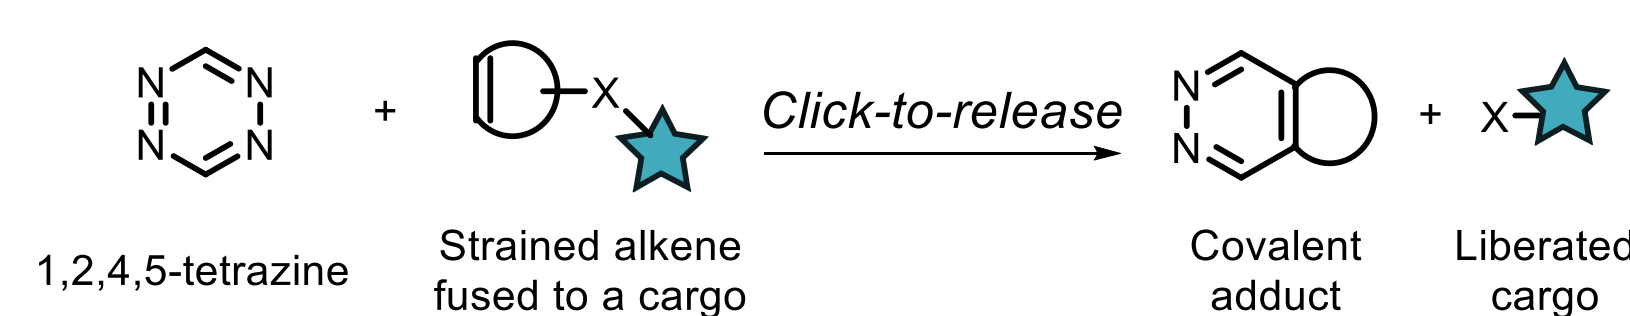 N
N
N
N
+
X
Click-to-release
N
N
+
X
1,2,4,5-tetrazine
Strained alkene
fused to a cargo
Covalent
adduct
Liberated
cargo